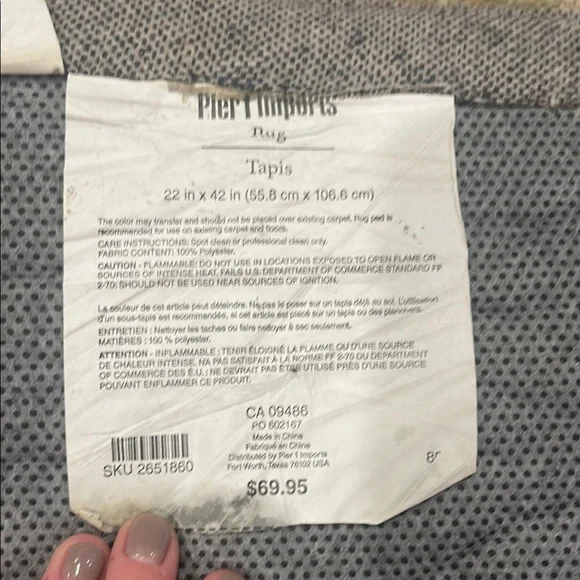 Pier 1 Imports
Rug
Tapis
22 in x 42 in (55.8 cm x 106.6 cm)
The color may transfer and should not be placed over existing carpet. Rug pad is
recommended for use on existing carpet and floors.
CARE INSTRUCTIONS: Spot clean or professional clean only.
FABRIC CONTENT: 100% Polyester.
CAUTION - FLAMMABLE: DO NOT USE IN LOCATIONS EXPOSED TO OPEN FLAME OR
SOURCES OF INTENSE HEAT. FAILS U.S. DEPARTMENT OF COMMERCE STANDARD FF
2-70: SHOULD NOT BE USED NEAR SOURCES OF IGNITION.
La couleur de cet article peut déteindre. Ne pas le poser sur un tapis déjà au sol. L'utilisation
d'un sous-tapis est recommandée, si cet article est placé sur un tapis ou des planchers.
ENTRETIEN : Nettoyer les taches ou faire nettoyer à sec seulement.
MATIÈRES : 100 % polyester.
ATTENTION - INFLAMMABLE : TENIR ÉLOIGNÉ LA FLAMME OU D'UNE SOURCE
DE CHALEUR INTENSE. N'A PAS SATISFAIT À LA NORME FF 2-70 DU DEPARTMENT
OF COMMERCE DES É.U. : NE DEVRAIT PAS ÊTRE UTILISÉ PRÈS D'UNE SOURCE
POUVANT ENFLAMMER CE PRODUIT.
CA 09486
PO 602167
Made in China
Fabriqué en Chine
Distributed by Pier 1 Imports
Fort Worth, Texas 76102 USA
SKU 2651860
$69.95